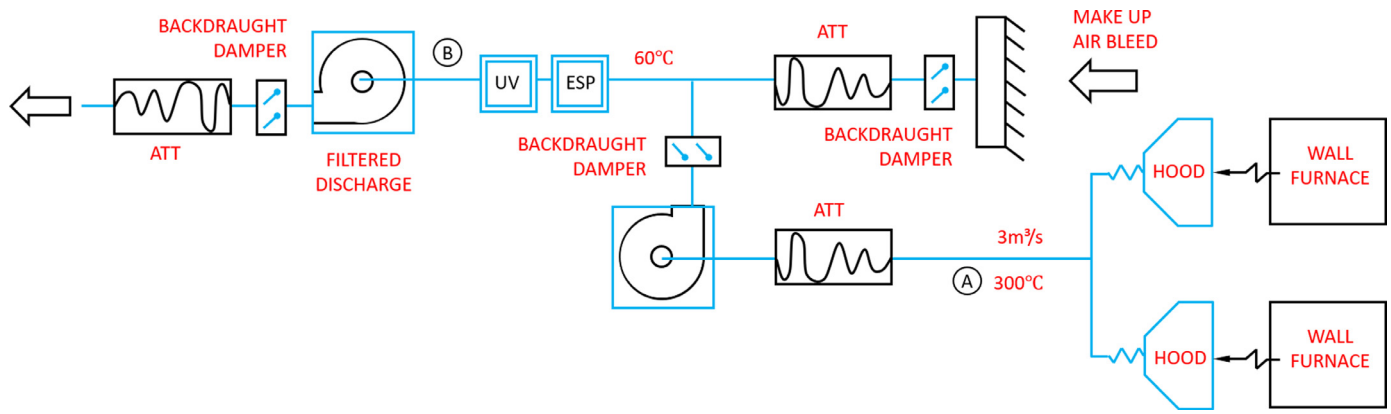 BACKDRAUGHT
DAMPER
B
UV
ESP
60℃
ATT
MAKE UP
AIR BLEED
ATT
FILTERED
DISCHARGE
BACKDRAUGHT
DAMPER
BACKDRAUGHT
DAMPER
HOOD
WALL
FURNACE
ATT
3m³/s
A
300℃
HOOD
WALL
FURNACE